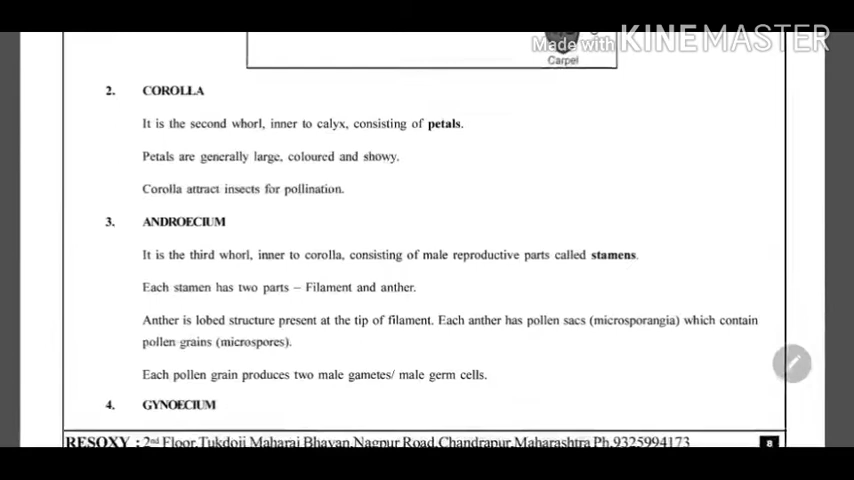 Made with KINEMASTER
Carpel
2. COROLLA
It is the second whorl, inner to calyx, consisting of petals.
Petals are generally large, coloured and showy.
Corolla attract insects for pollination.
3. ANDROECIUM
It is the third whorl, inner to corolla, consisting of male reproductive parts called stamens.
Each stamen has two parts – Filament and anther.
Anther is lobed structure present at the tip of filament. Each anther has pollen sacs (microsporangia) which contain
pollen grains (microspores).
Each pollen grain produces two male gametes/ male germ cells.
4. GYNOECIUM
RESOXY : 2nd Floor,Tukdoji Maharaj Bhavan,Nagpur Road,Chandrapur,Maharashtra Ph.9325994173 8